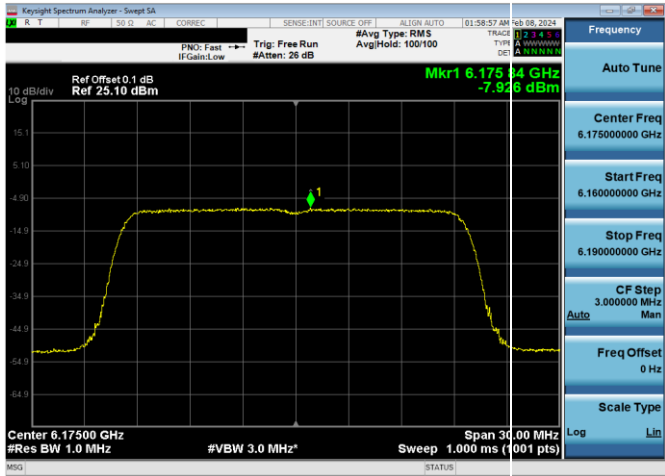 Keysight Spectrum Analyzer - Swept SA
R T RF 50 Ω AC CORREC SENSE:INT SOURCE OFF ALIGN AUTO 01:58:57 AM Feb 08, 2024
#Avg Type: RMS TRACE 1 2 3 4 5 6
PNO: Fast Trig: Free Run Avg|Hold: 100/100 TYPE A WWWWW
IFGain:Low #Atten: 26 dB DET A N N N N N
Mkr1 6.175 84 GHz
-7.926 dBm
Ref Offset 0.1 dB
10 dB/div Ref 25.10 dBm
Log
15.1
5.10
-4.90
-14.9
-24.9
-34.9
-44.9
-54.9
-64.9
1
Center 6.17500 GHz Span 30.00 MHz
#Res BW 1.0 MHz #VBW 3.0 MHz* Sweep 1.000 ms (1001 pts)
MSG STATUS
Frequency
Auto Tune
Center Freq
6.175000000 GHz
Start Freq
6.160000000 GHz
Stop Freq
6.190000000 GHz
CF Step
3.000000 MHz
Auto Man
Freq Offset
0 Hz
Scale Type
Log Lin